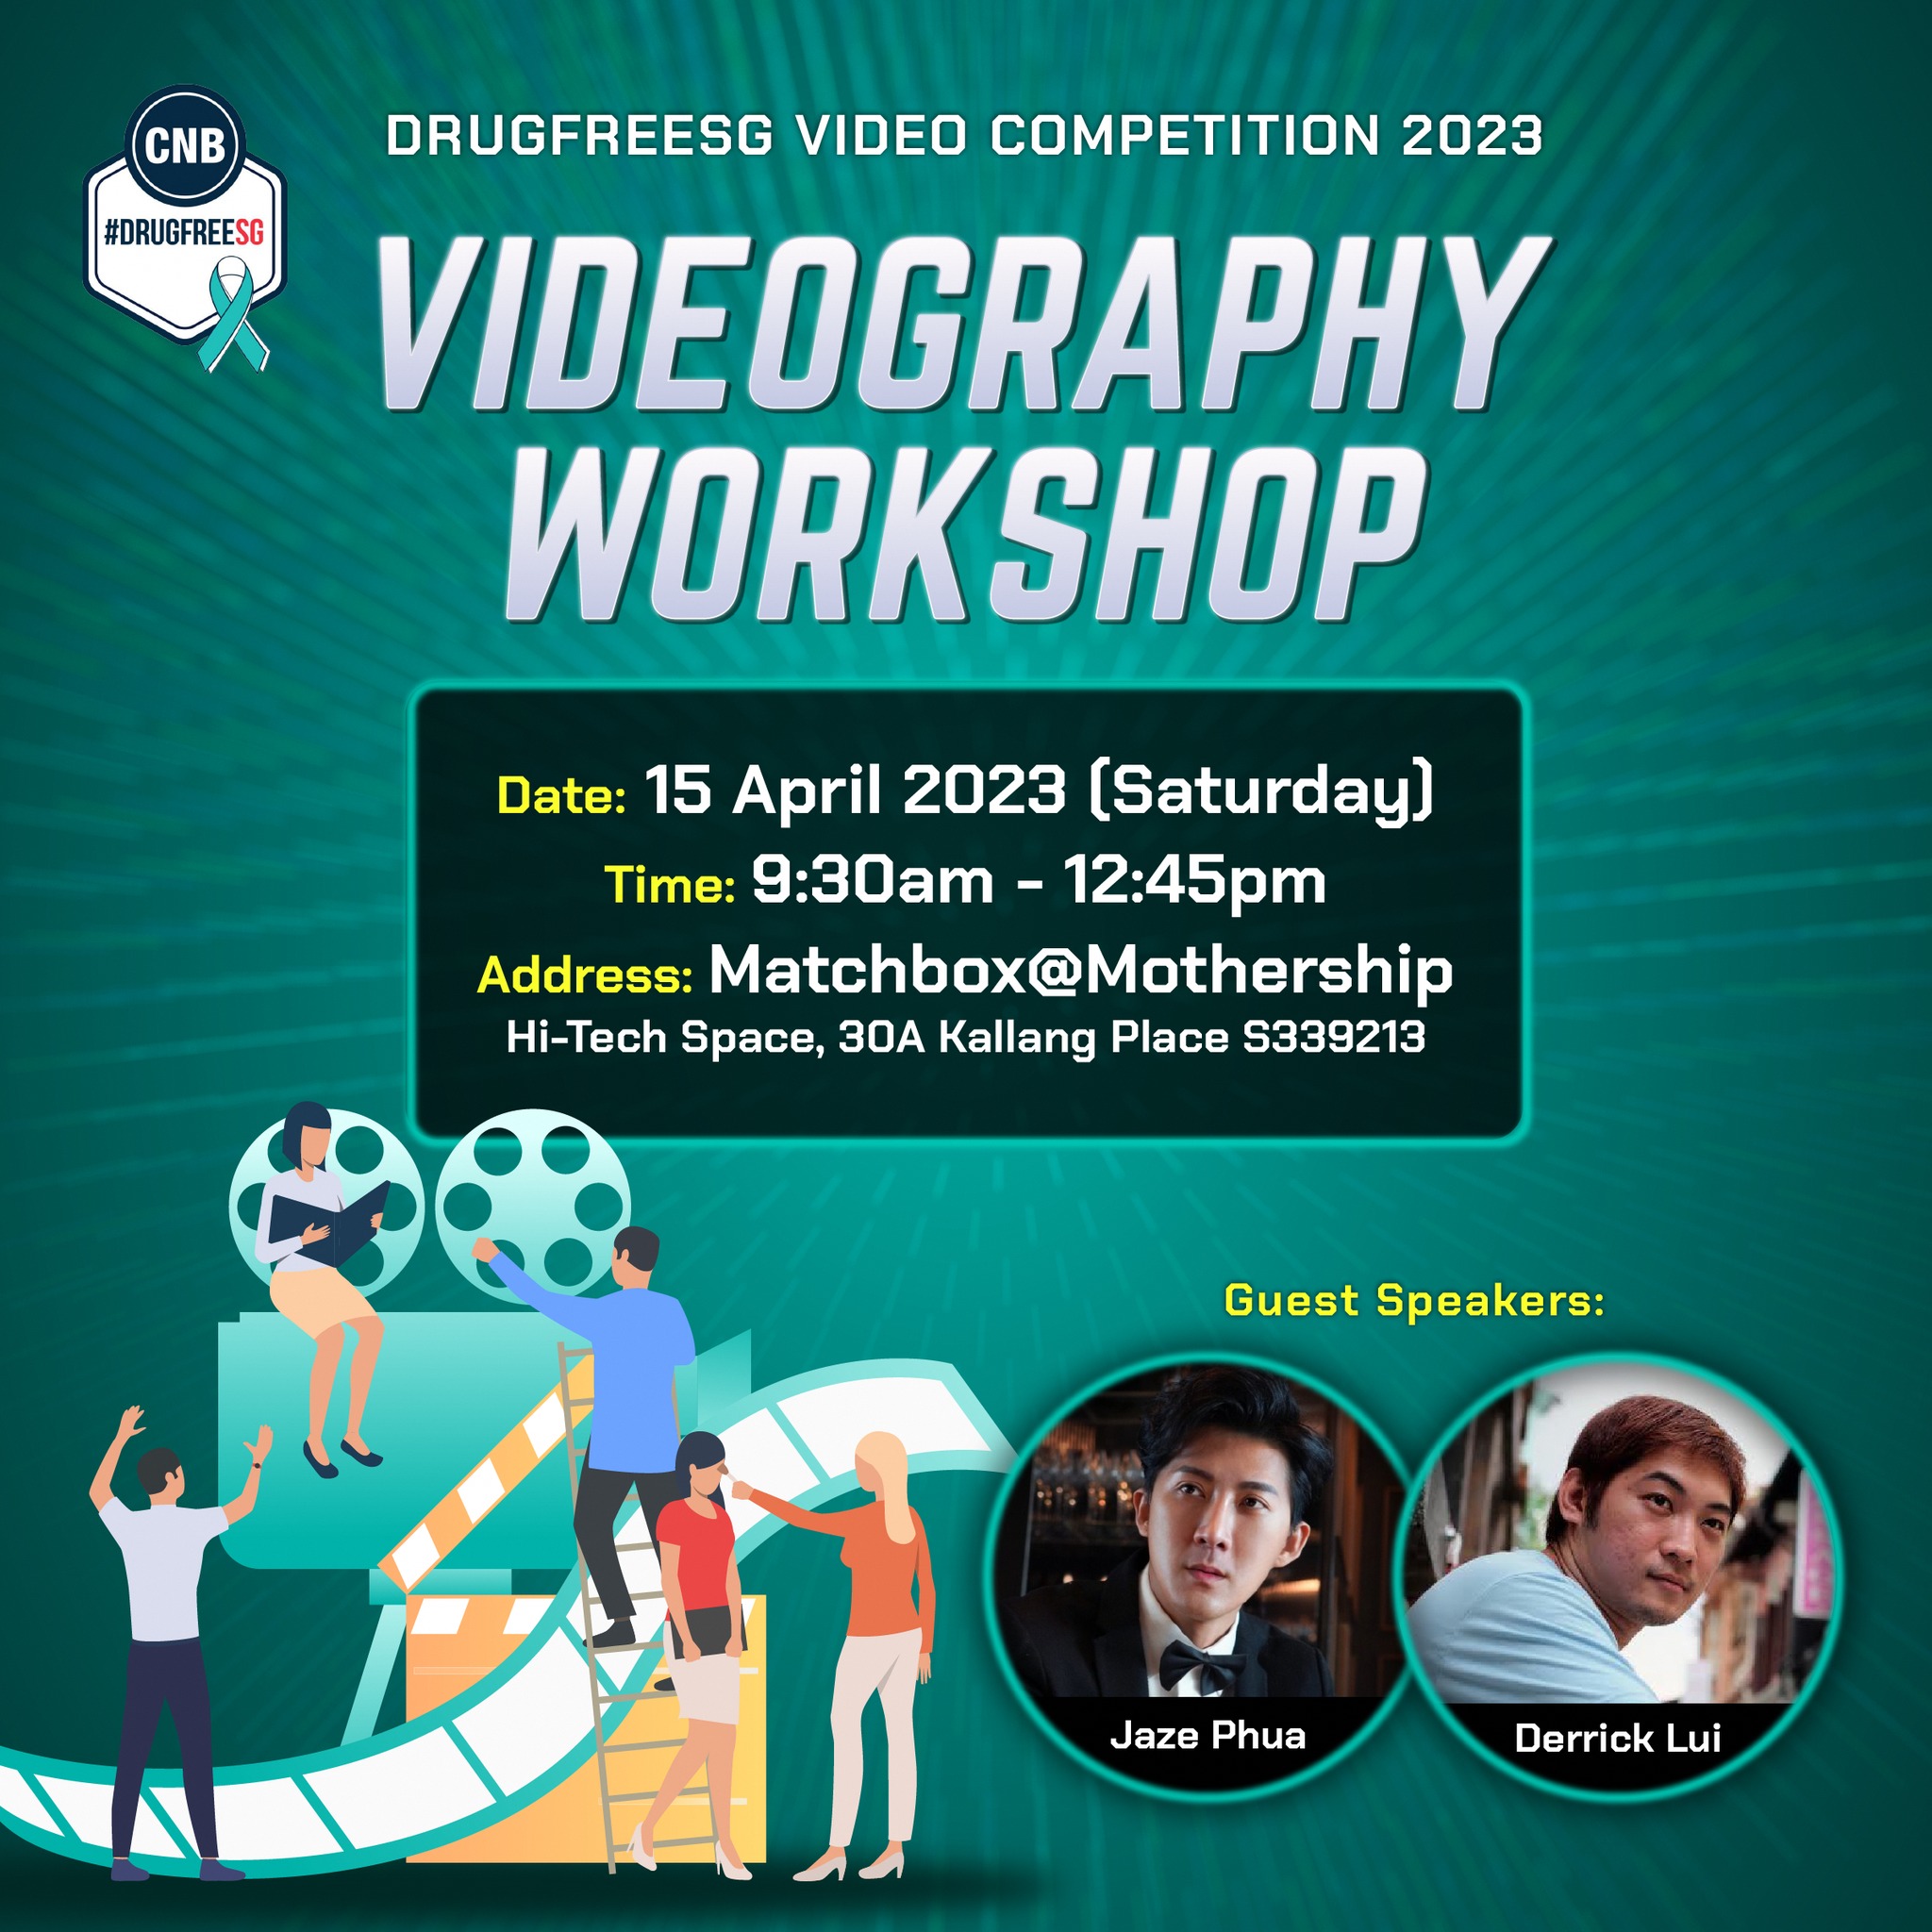 CNB
#DRUGFREESG
DRUGFREESG VIDEO COMPETITION 2023
VIDEOGRAPHY
WORKSHOP
Date: 15 April 2023 (Saturday)
Time: 9:30am - 12:45pm
Address: Matchbox@Mothership
Hi-Tech Space, 30A Kallang Place S339213
Guest Speakers:
Jaze Phua
Derrick Lui